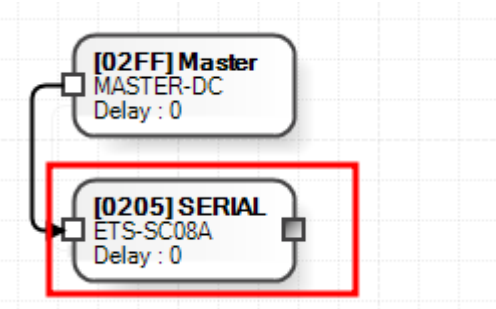 [02FF] Master
MASTER-DC
Delay : 0
[0205] SERIAL
ETS-SC08A
Delay : 0